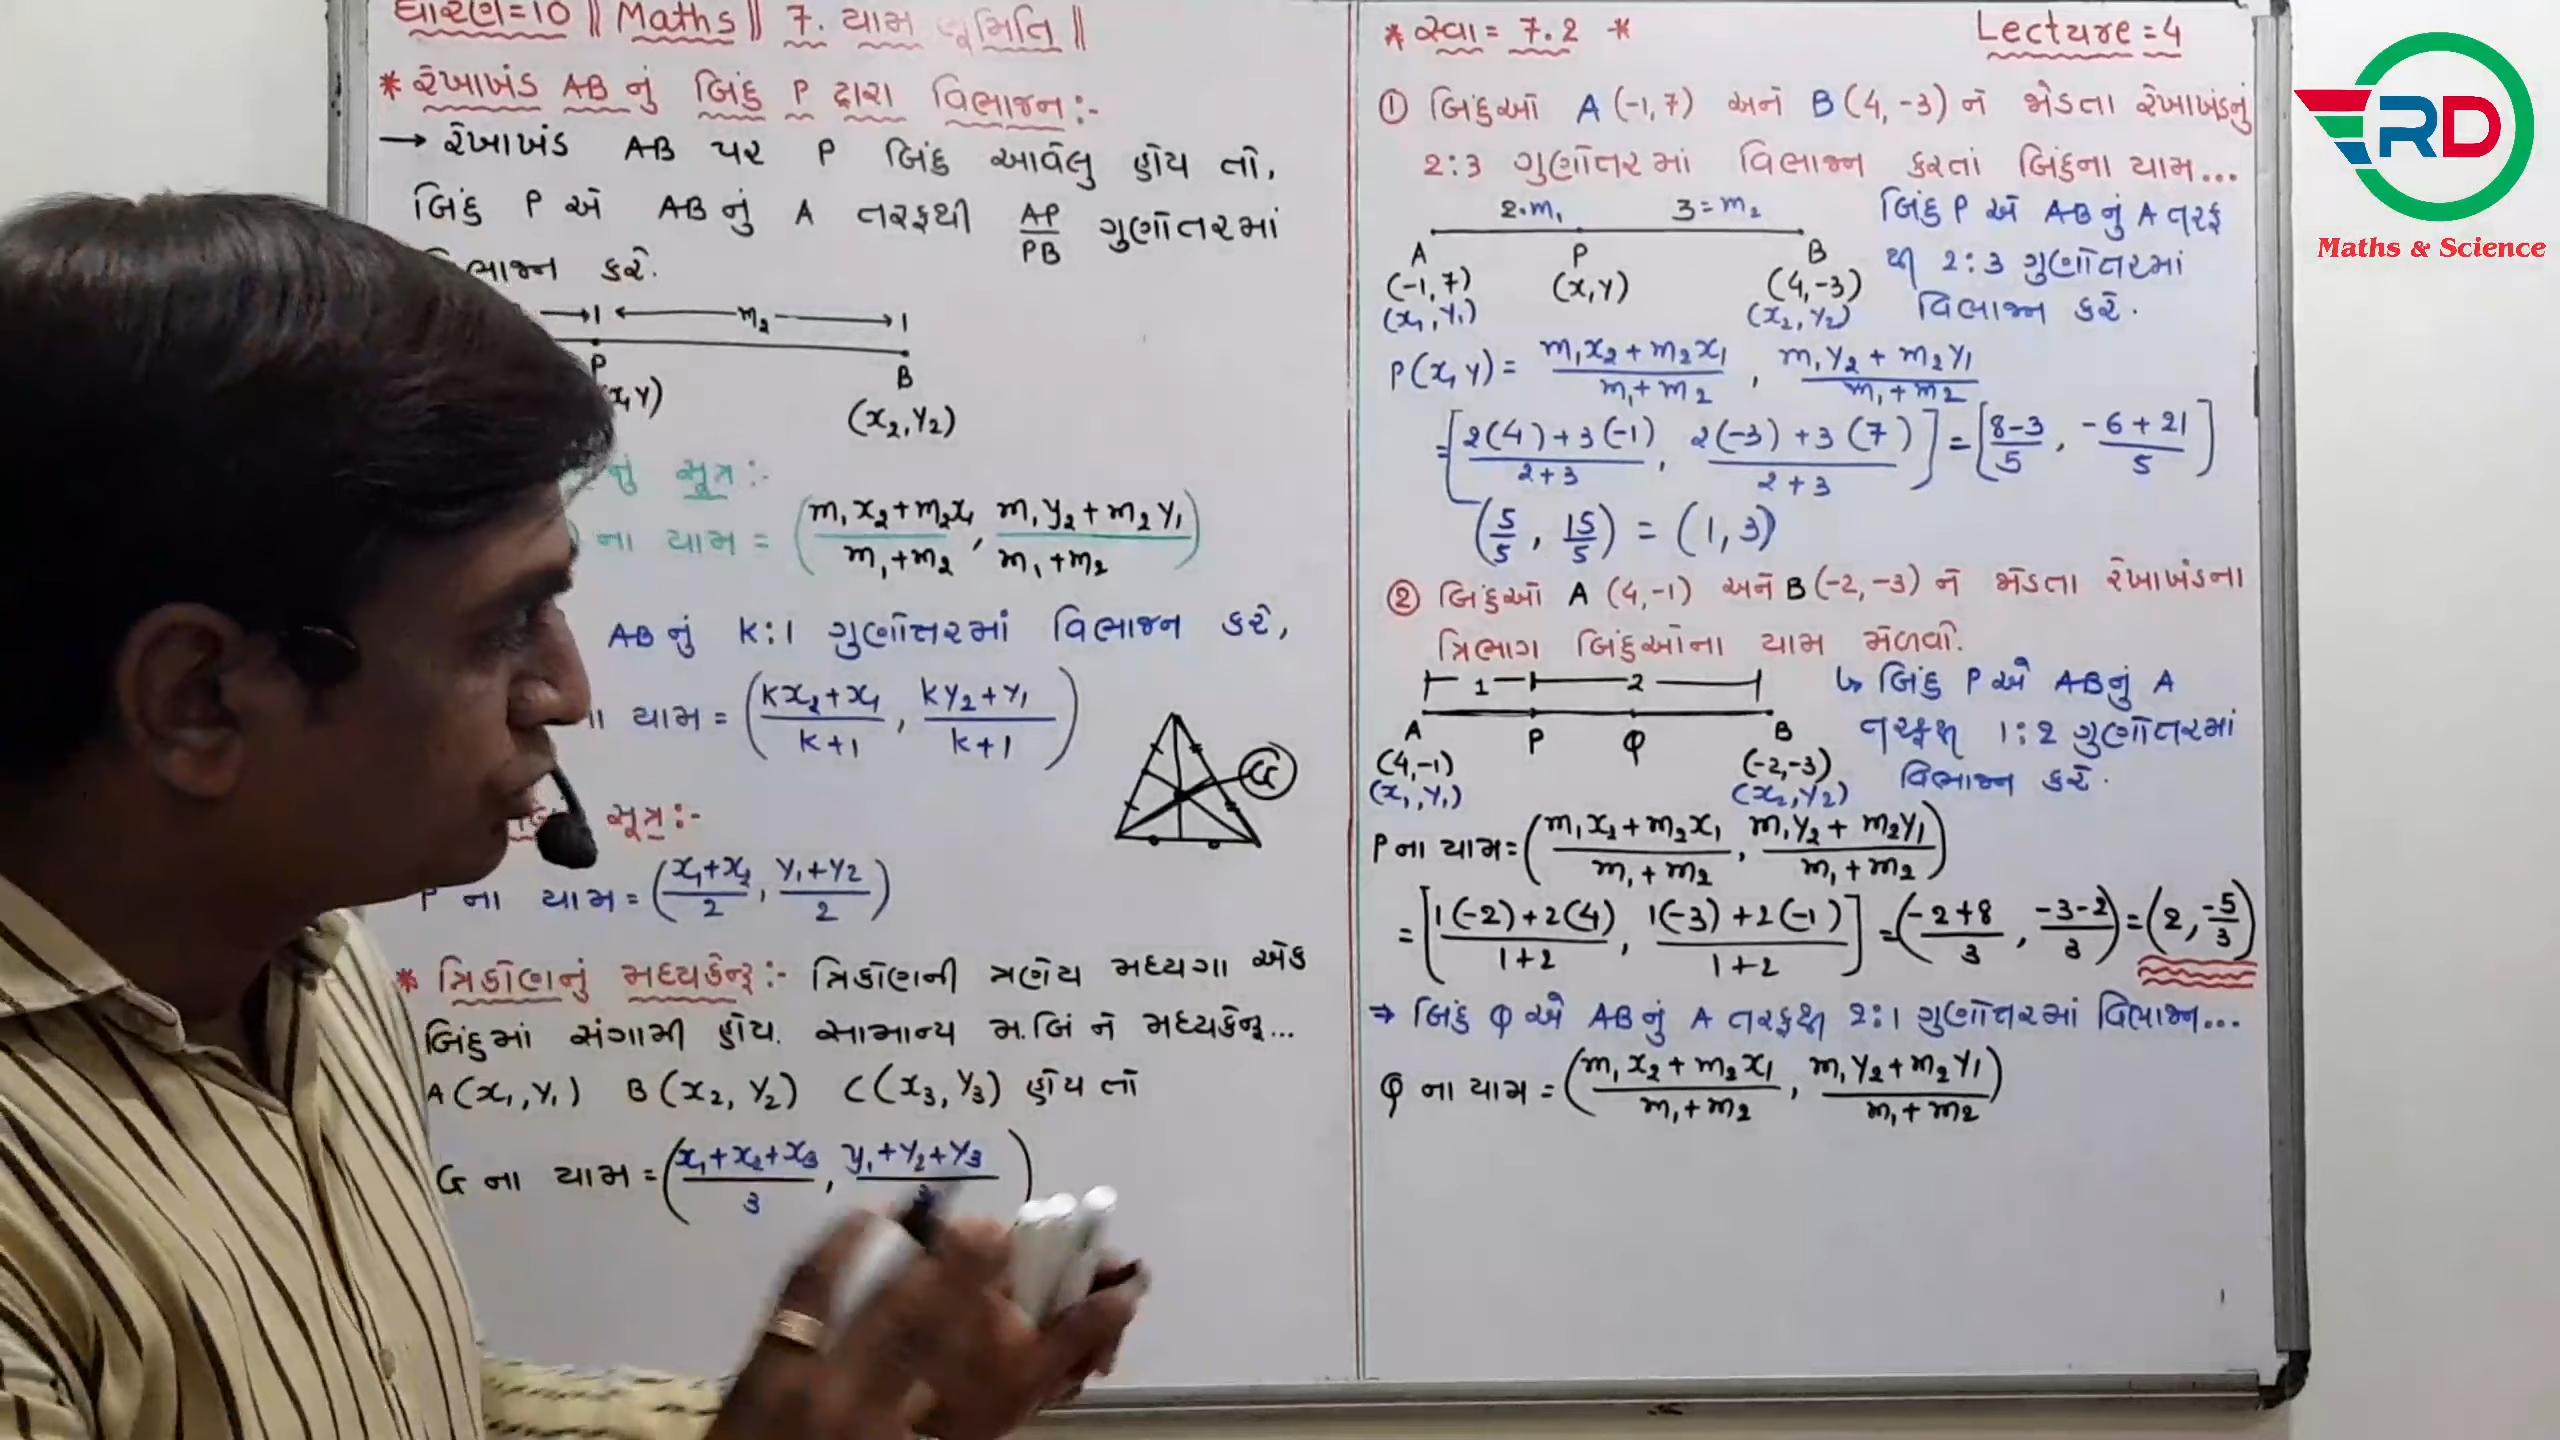 ધોરણ=10 || Maths || 7. યામ ભૂમિતિ ||
* રેખાખંડ AB નું બિંદુ P દ્વારા વિભાજન :-
→ રેખાખંડ AB પર P બિંદુ આવેલુ હોય તો,
બિંદુ P એ AB નું A તરફથી AP/PB ગુણોતરમાં
કરે.
m₂
P B
(x₂, y₂)
નું સૂત્ર :-
ના યામ = ((m₁x₂+m₂x₁)/(m₁+m₂), (m₁y₂+m₂y₁)/(m₁+m₂))
AB નું K:1 ગુણોત્તરમાં વિભાજન કરે,
યામ = ((Kx₂+x₁)/(K+1), (Ky₂+y₁)/(K+1))
G
સૂત્ર :-
P ના યામ = ((x₁+x₂)/2, (y₁+y₂)/2)
* ત્રિકોણનું મધ્યકેન્દ્ર :- ત્રિકોણની ત્રણેય મધ્યગા એક
બિંદુમાં સંગામી હોય. સામાન્ય મ.બિં ને મધ્યકેન્દ્ર...
A(x₁, y₁) B(x₂, y₂) C(x₃, y₃) હોય તો
G ના યામ = ((x₁+x₂+x₃)/3, (y₁+y₂+y₃)/3)
* સ્વા = 7.2 * Lecture = 4
① બિંદુઓ A(-1,7) અને B(4,-3) ને જોડતા રેખાખંડનું
2:3 ગુણોતરમાં વિભાજન કરતાં બિંદુના યામ...
2=m₁ 3=m₂
A P B
(-1,7) (x,y) (4,-3)
(x₁,y₁) (x₂,y₂)
બિંદુ P એ AB નું A તરફ
થી 2:3 ગુણોતરમાં
વિભાજન કરે.
P(x,y) = (m₁x₂+m₂x₁)/(m₁+m₂), (m₁y₂+m₂y₁)/(m₁+m₂)
= [(2(4)+3(-1))/(2+3), (2(-3)+3(7))/(2+3)] = [(8-3)/5, (-6+21)/5]
(5/5, 15/5) = (1,3)
② બિંદુઓ A (4,-1) અને B(-2,-3) ને જોડતા રેખાખંડના
ત્રિભાગ બિંદુઓના યામ મેળવો.
1 2
A P Q B
(4,-1) (-2,-3)
(x₁,y₁) (x₂,y₂)
↳ બિંદુ P એ AB નું A
તરફથી 1:2 ગુણોતરમાં
વિભાજન કરે.
P ના યામ = ((m₁x₂+m₂x₁)/(m₁+m₂), (m₁y₂+m₂y₁)/(m₁+m₂))
= [(1(-2)+2(4))/(1+2), (1(-3)+2(-1))/(1+2)] = ((-2+8)/3, (-3-2)/3) = (2, -5/3)
⇒ બિંદુ Q એ AB નું A તરફથી 2:1 ગુણોત્તરમાં વિભાજન...
Q ના યામ = ((m₁x₂+m₂x₁)/(m₁+m₂), (m₁y₂+m₂y₁)/(m₁+m₂))
RD
Maths & Science